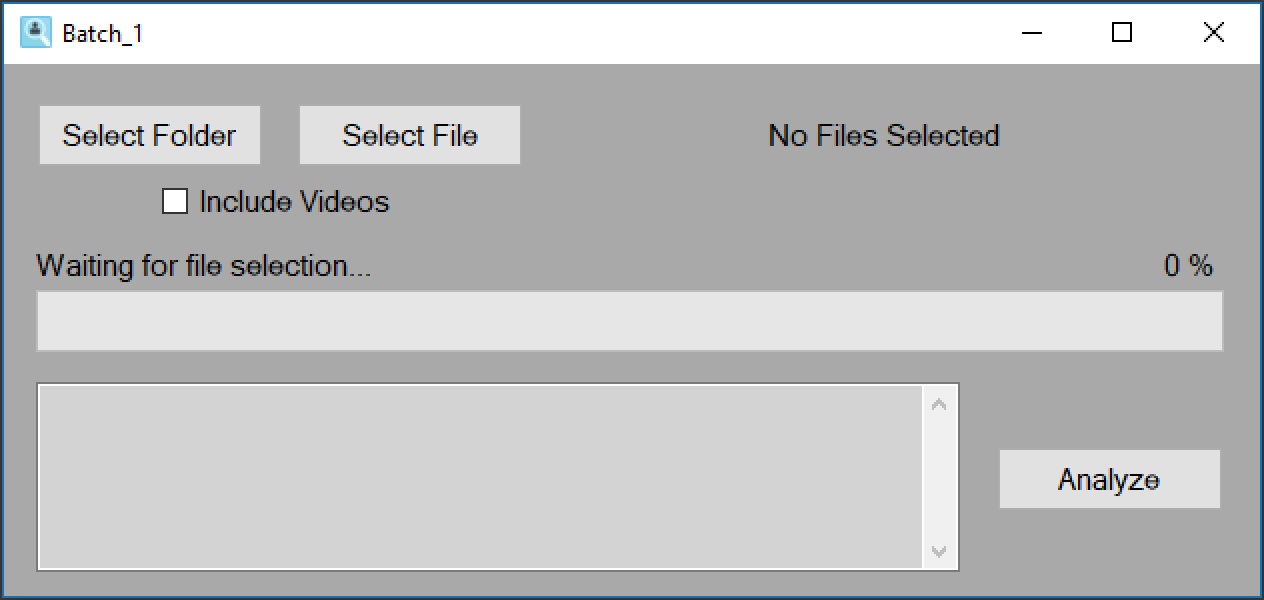 Batch_1
Select Folder Select File No Files Selected
Include Videos
Waiting for file selection... 0 %
Analyze